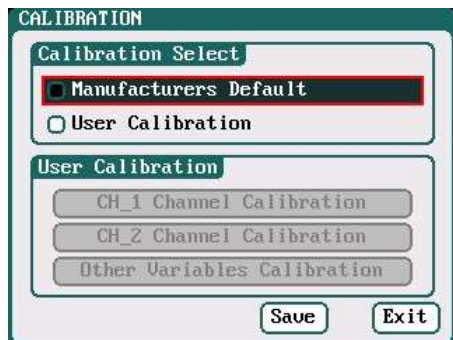 CALIBRATION
Calibration Select
Manufacturers Default
User Calibration
User Calibration
CH_1 Channel Calibration
CH_2 Channel Calibration
Other Variables Calibration
Save
Exit